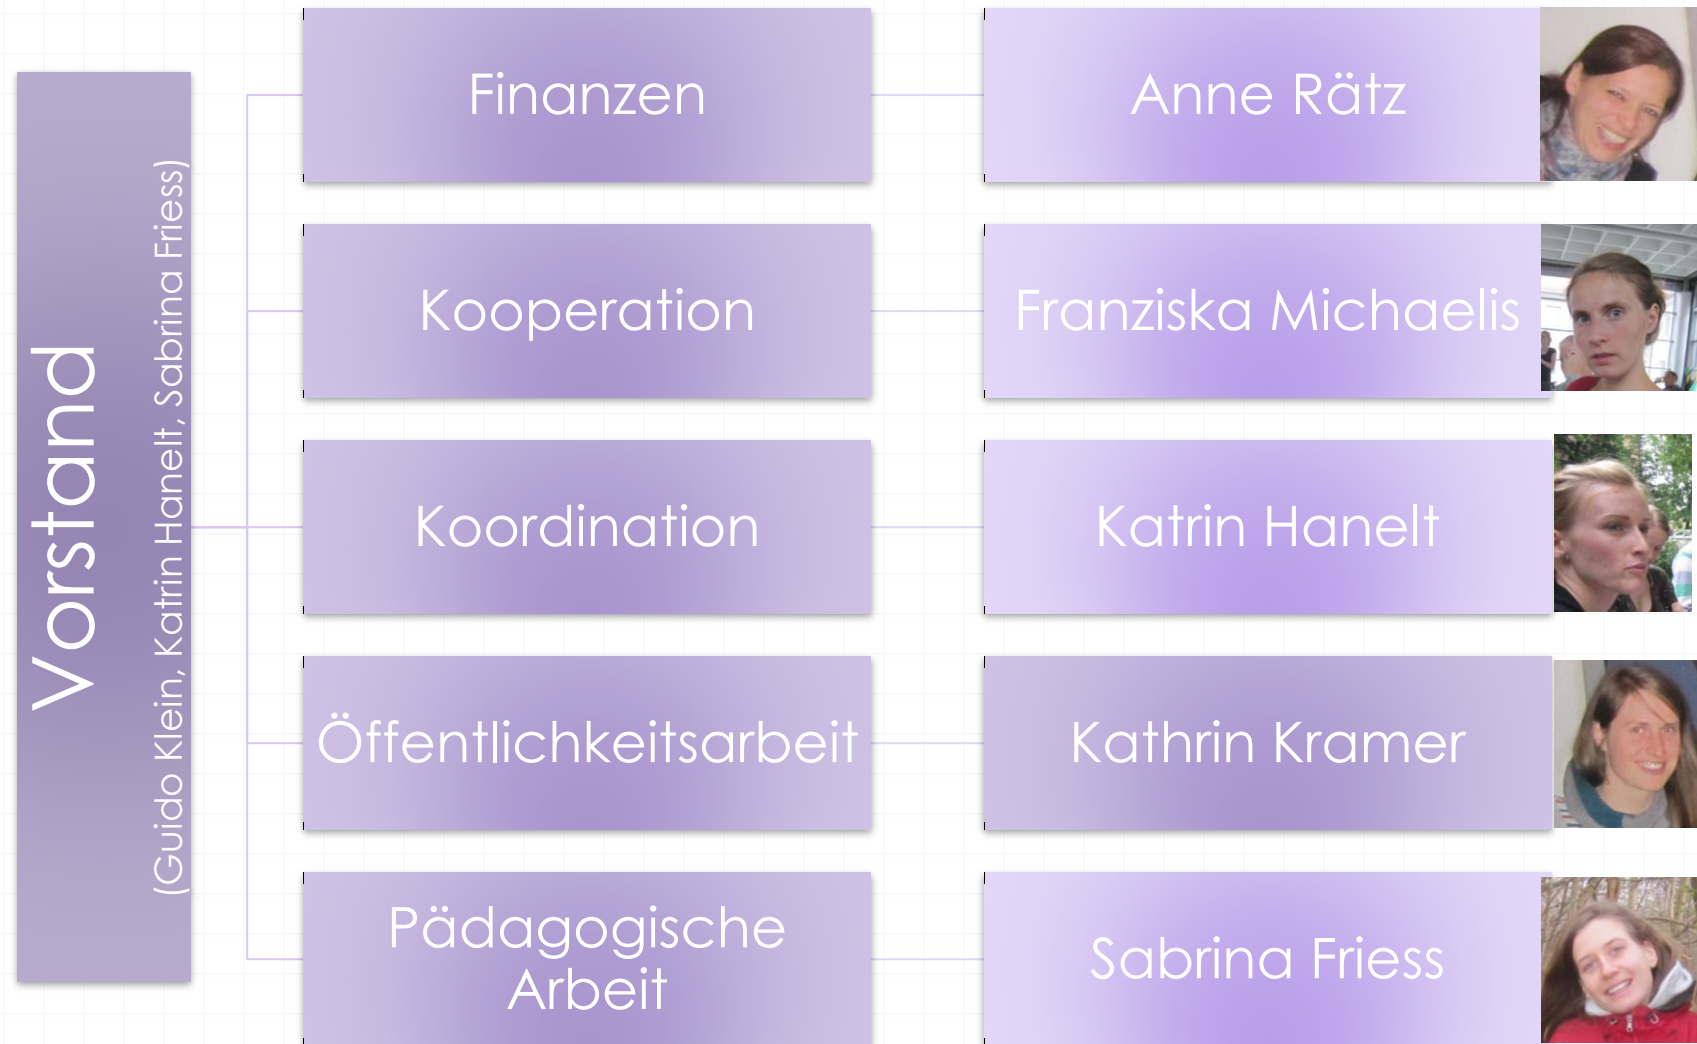 Vorstand
(Guido Klein, Katrin Hanelt, Sabrina Friess)
Finanzen
Anne Rätz
Kooperation
Franziska Michaelis
Koordination
Katrin Hanelt
Öffentlichkeitsarbeit
Kathrin Kramer
Pädagogische
Arbeit
Sabrina Friess